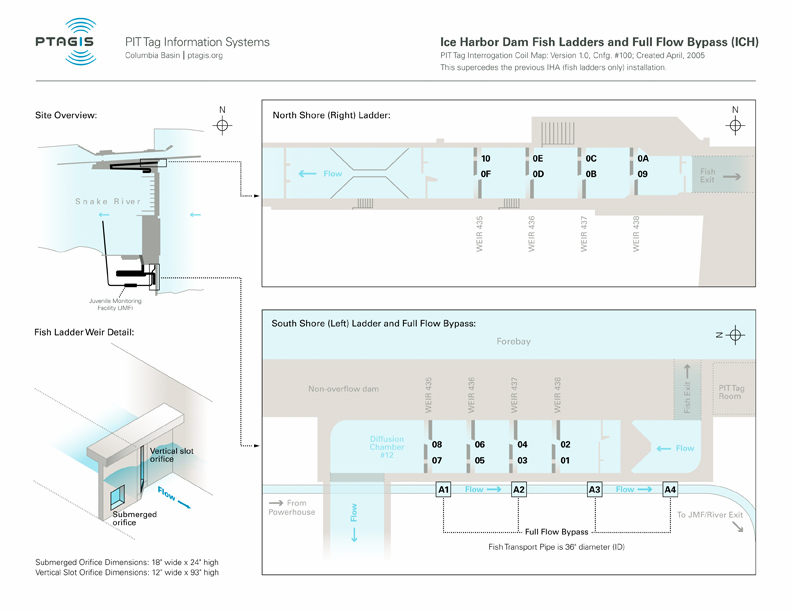 PTAGIS
PIT Tag Information Systems
Columbia Basin | ptagis.org
Ice Harbor Dam Fish Ladders and Full Flow Bypass (ICH)
PIT Tag Interrogation Coil Map: Version 1.0, Cnfg. #100; Created April, 2005
This supercedes the previous IHA (fish ladders only) installation.
Site Overview:
N
Snake River
Juvenile Monitoring
Facility (JMF)
North Shore (Right) Ladder:
N
Flow
10 0E 0C 0A
0F 0D 0B 09
Fish
Exit
WEIR 435
WEIR 436
WEIR 437
WEIR 438
Fish Ladder Weir Detail:
Vertical slot
orifice
Flow
Submerged
orifice
Submerged Orifice Dimensions: 18" wide x 24" high
Vertical Slot Orifice Dimensions: 12" wide x 93" high
South Shore (Left) Ladder and Full Flow Bypass:
N
Forebay
Non-overflow dam
WEIR 435
WEIR 436
WEIR 437
WEIR 438
Fish Exit
PIT Tag
Room
Diffusion
Chamber
#12
08 06 04 02
07 05 03 01
Flow
A1 Flow A2 A3 Flow A4
From
Powerhouse
Flow
To JMF/River Exit
Full Flow Bypass
Fish Transport Pipe is 36" diameter (ID)